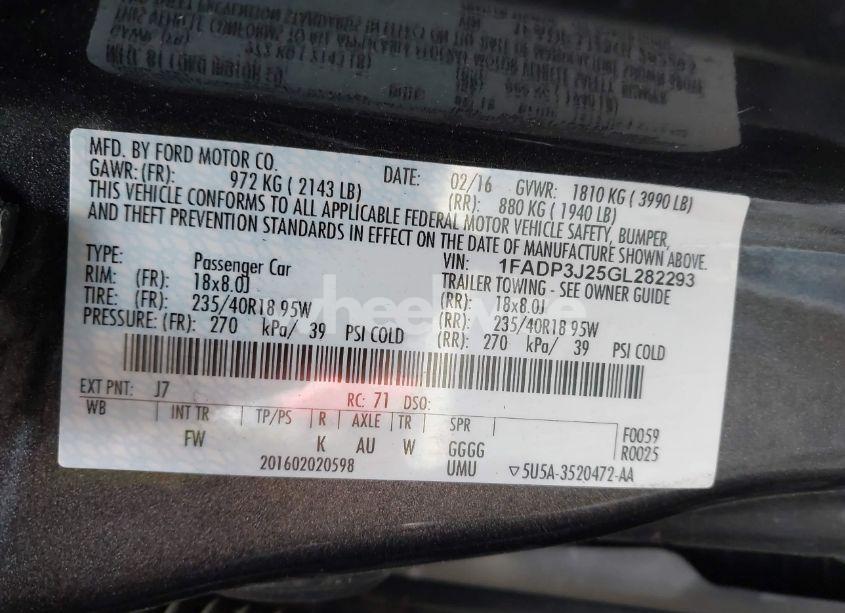 MFD. BY FORD MOTOR CO. DATE: 02/16 GVWR: 1810 KG ( 3990 LB)
GAWR: (FR): 972 KG ( 2143 LB) (RR): 880 KG ( 1940 LB)
THIS VEHICLE CONFORMS TO ALL APPLICABLE FEDERAL MOTOR VEHICLE SAFETY, BUMPER,
AND THEFT PREVENTION STANDARDS IN EFFECT ON THE DATE OF MANUFACTURE SHOWN ABOVE.
VIN: 1FADP3J25GL282293
TYPE: Passenger Car TRAILER TOWING - SEE OWNER GUIDE
RIM: (FR): 18x8.0J (RR): 18x8.0J
TIRE: (FR): 235/40R18 95W (RR): 235/40R18 95W
PRESSURE: (FR): 270 kPa/ 39 PSI COLD (RR): 270 kPa/ 39 PSI COLD
EXT PNT: J7 RC: 71 DSO:
WB INT TR TP/PS R AXLE TR SPR
FW K AU W GGGG F0059
201602020598 UMU ▽5U5A-3520472-AA R0025